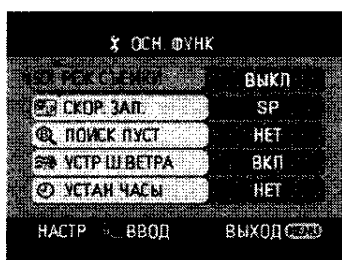 ОСН. ФУНК
РЕЖ СЪЕМКИ ВЫКЛ
СКОР. ЗАП. SP
ПОИСК ПУСТ НЕТ
УСТР Ш ВЕТРА ВКЛ
УСТАН ЧАСЫ НЕТ
НАСТР ВВОД ВЫХОД MENU